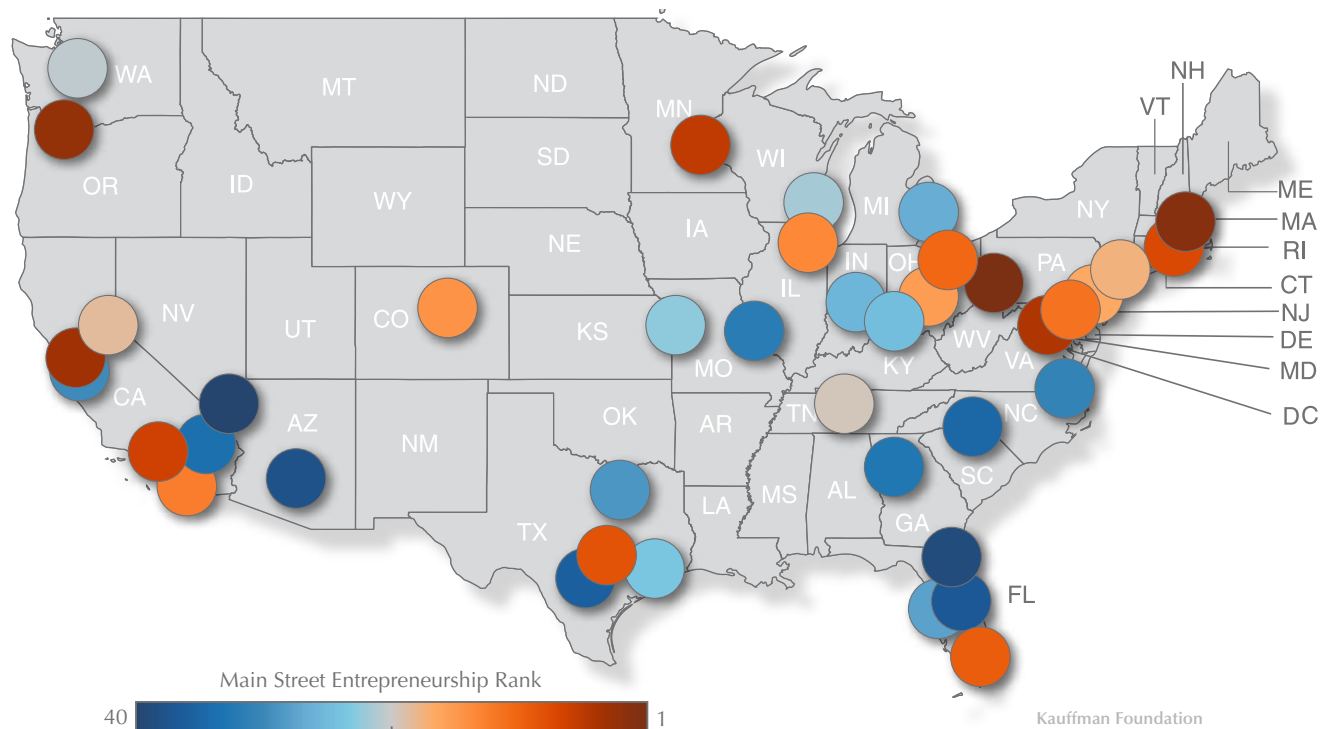 NH
VT
WA
MT
ND
MN
OR
ID
SD
WI
MI
NY
ME
MA
WY
IA
RI
NE
IN
OH
PA
CT
IL
NV
UT
CO
KS
NJ
WV
DE
KY
VA
MO
MD
CA
DC
AZ
NM
OK
AR
TN
NC
SC
LA
MS
AL
GA
TX
FL
Main Street Entrepreneurship Rank
40
1
Kauffman Foundation